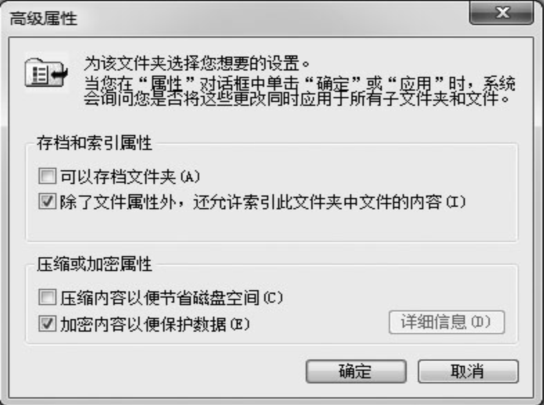 高级属性
为该文件夹选择您想要的设置。
当您在“属性”对话框中单击“确定”或“应用”时，系统
会询问您是否将这些更改同时应用于所有子文件夹和文件。
存档和索引属性
可以存档文件夹(A)
除了文件属性外，还允许索引此文件夹中文件的内容(I)
压缩或加密属性
压缩内容以便节省磁盘空间(C)
加密内容以便保护数据(E)
详细信息(D)
确定
取消